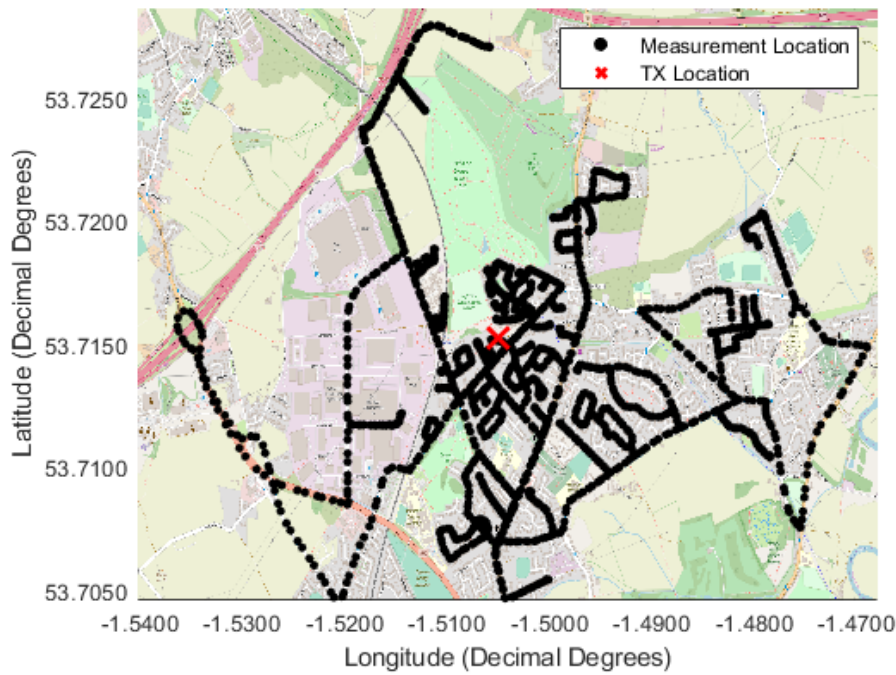 Measurement Location
TX Location
53.7250
53.7200
53.7150
53.7100
53.7050
Latitude (Decimal Degrees)
-1.5400 -1.5300 -1.5200 -1.5100 -1.5000 -1.4900 -1.4800 -1.4700
Longitude (Decimal Degrees)